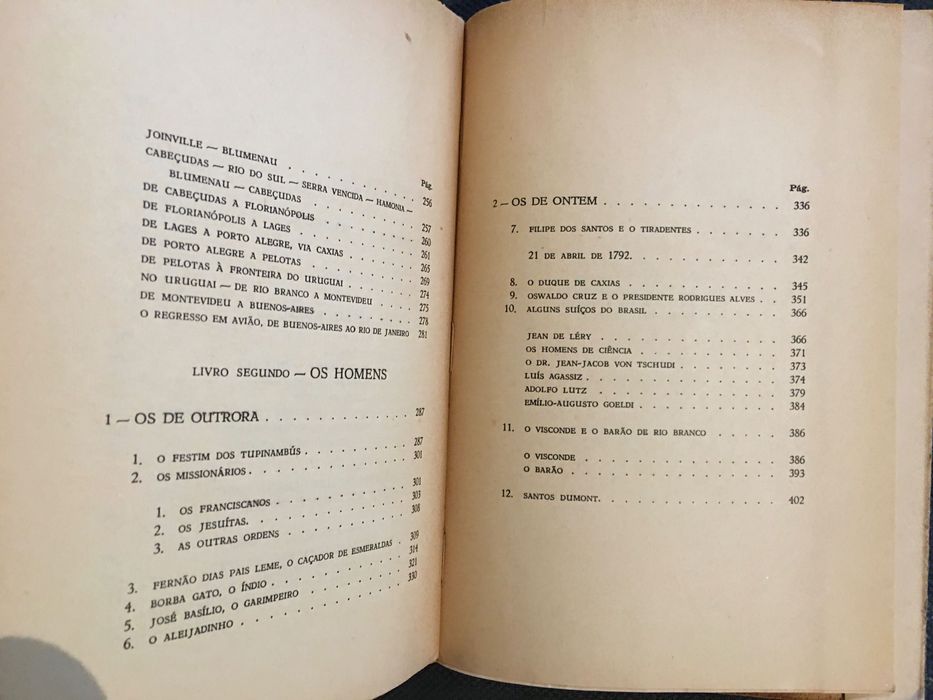 Pág.
JOINVILLE — BLUMENAU . . . . . . . . . . . 256
CABEÇUDAS — RIO DO SUL — SERRA VENCIDA — HAMONIA —
BLUMENAU — CABEÇUDAS . . . . . . . . . 257
DE CABEÇUDAS A FLORIANÓPOLIS . . . . . . . . 260
DE FLORIANÓPOLIS A LAGES . . . . . . . . . 261
DE LAGES A PORTO ALEGRE, VIA CAXIAS . . . . . . 265
DE PORTO ALEGRE A PELOTAS . . . . . . . . . 269
DE PELOTAS À FRONTEIRA DO URUGUAI . . . . . . 274
NO URUGUAI — DE RIO BRANCO A MONTEVIDEU . . . . 275
DE MONTEVIDEU A BUENOS-AIRES . . . . . . . . 278
O REGRESSO EM AVIÃO, DE BUENOS-AIRES AO RIO DE JANEIRO 281
LIVRO SEGUNDO — OS HOMENS
1 — OS DE OUTRORA . . . . . . . . . . . . 287
1. O FESTIM DOS TUPINAMBÚS . . . . . . . . . 287
2. OS MISSIONÁRIOS . . . . . . . . . . . . 301
1. OS FRANCISCANOS . . . . . . . . . . . 301
2. OS JESUÍTAS. . . . . . . . . . . . . 303
3. AS OUTRAS ORDENS . . . . . . . . . . 308
3. FERNÃO DIAS PAIS LEME, O CAÇADOR DE ESMERALDAS . 309
4. BORBA GATO, O ÍNDIO . . . . . . . . . . 314
5. JOSÉ BASÍLIO, O GARIMPEIRO . . . . . . . . 321
6. O ALEIJADINHO . . . . . . . . . . . . 330
Pág.
2 — OS DE ONTEM . . . . . . . . . . . . . 336
7. FILIPE DOS SANTOS E O TIRADENTES . . . . . . . 336
21 DE ABRIL DE 1792. . . . . . . . . . . . 342
8. O DUQUE DE CAXIAS . . . . . . . . . . . . 345
9. OSWALDO CRUZ E O PRESIDENTE RODRIGUES ALVES . . . 351
10. ALGUNS SUÍÇOS DO BRASIL . . . . . . . . . . 366
JEAN DE LÉRY . . . . . . . . . . . . . 366
OS HOMENS DE CIÊNCIA . . . . . . . . . . 371
O DR. JEAN-JACOB VON TSCHUDI . . . . . . . . 373
LUÍS AGASSIZ . . . . . . . . . . . . . 374
ADOLFO LUTZ . . . . . . . . . . . . . 379
EMÍLIO-AUGUSTO GOELDI . . . . . . . . . . 384
11. O VISCONDE E O BARÃO DE RIO BRANCO . . . . . 386
O VISCONDE . . . . . . . . . . . . . . 386
O BARÃO . . . . . . . . . . . . . . . 393
12. SANTOS DUMONT. . . . . . . . . . . . . 402